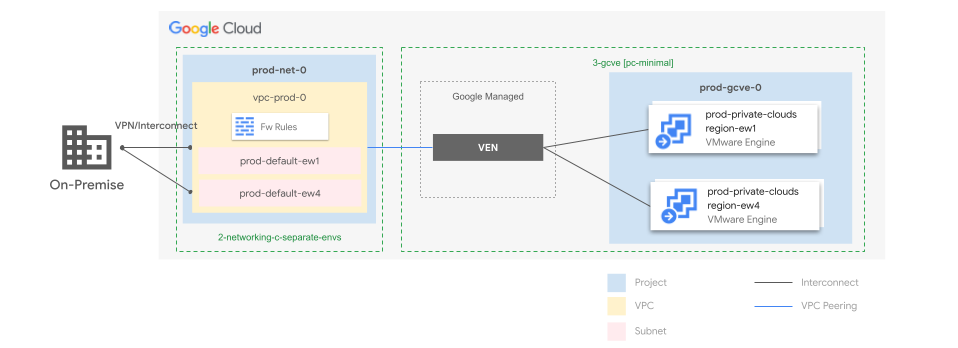 Google Cloud
3-gcve [pc-minimal]
prod-net-0
prod-gcve-0
vpc-prod-0
Google Managed
prod-private-clouds
region-ew1
VMware Engine
VPN/Interconnect
Fw Rules
VEN
prod-default-ew1
On-Premise
prod-default-ew4
prod-private-clouds
region-ew4
VMware Engine
2-networking-c-separate-envs
Project
Interconnect
VPC
VPC Peering
Subnet